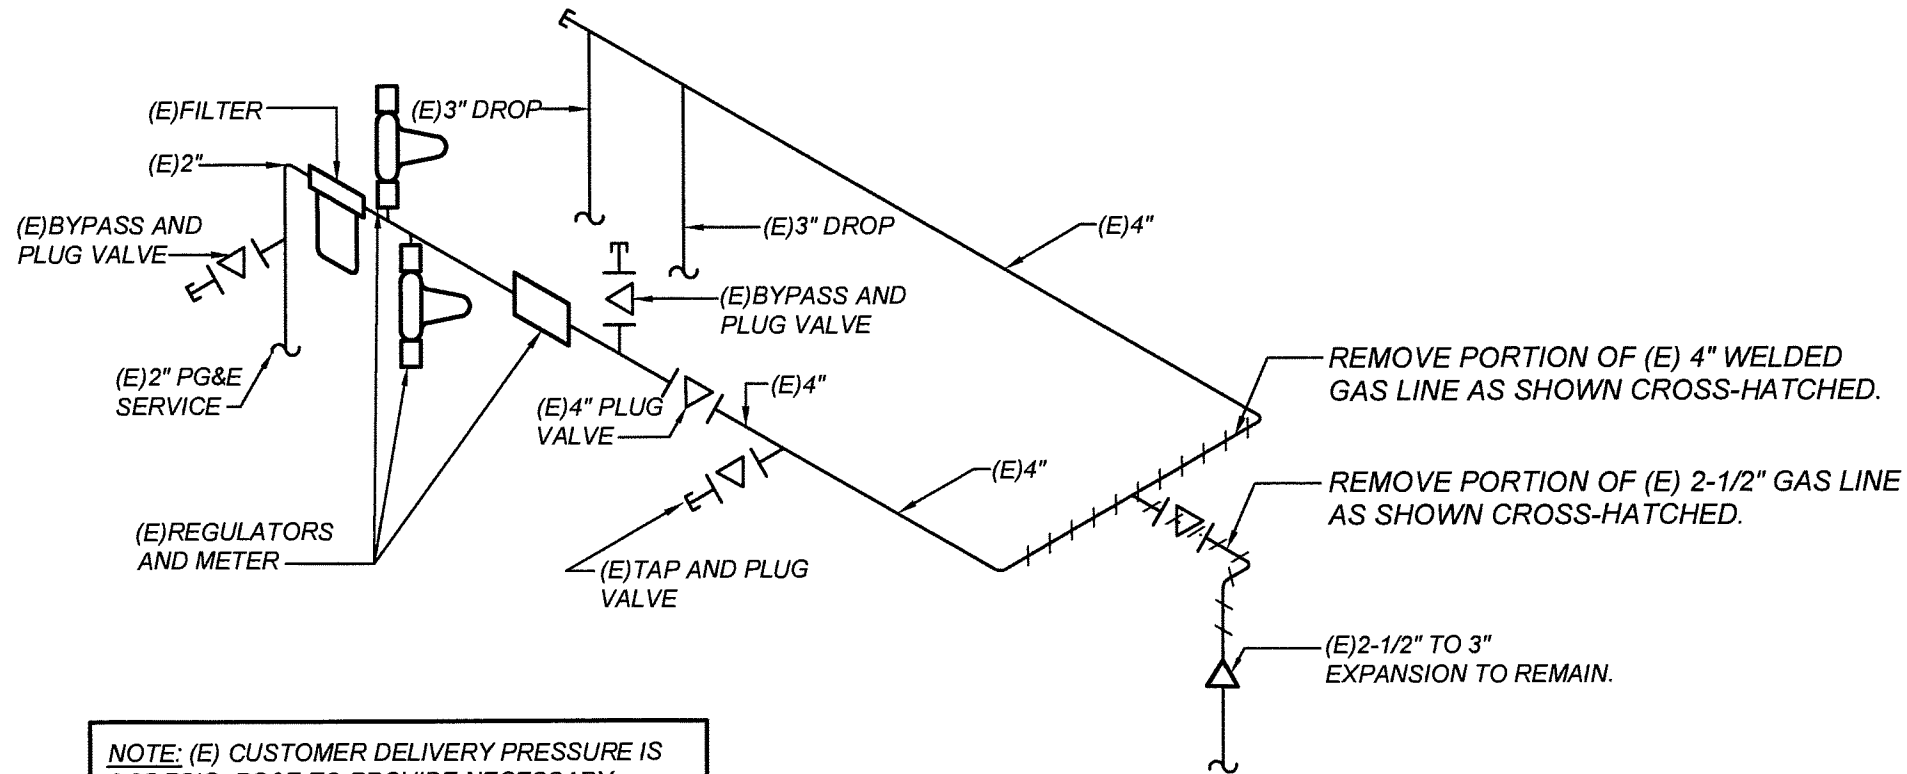 (E)FILTER
(E)2"
(E)BYPASS AND
PLUG VALVE
(E)2" PG&E
SERVICE
(E)REGULATORS
AND METER
(E)3" DROP
(E)3" DROP
(E)BYPASS AND
PLUG VALVE
(E)4"
(E)4" PLUG
VALVE
(E)4"
(E)4"
(E)TAP AND PLUG
VALVE
REMOVE PORTION OF (E) 4" WELDED
GAS LINE AS SHOWN CROSS-HATCHED.
REMOVE PORTION OF (E) 2-1/2" GAS LINE
AS SHOWN CROSS-HATCHED.
(E)2-1/2" TO 3"
EXPANSION TO REMAIN.
NOTE: (E) CUSTOMER DELIVERY PRESSURE IS